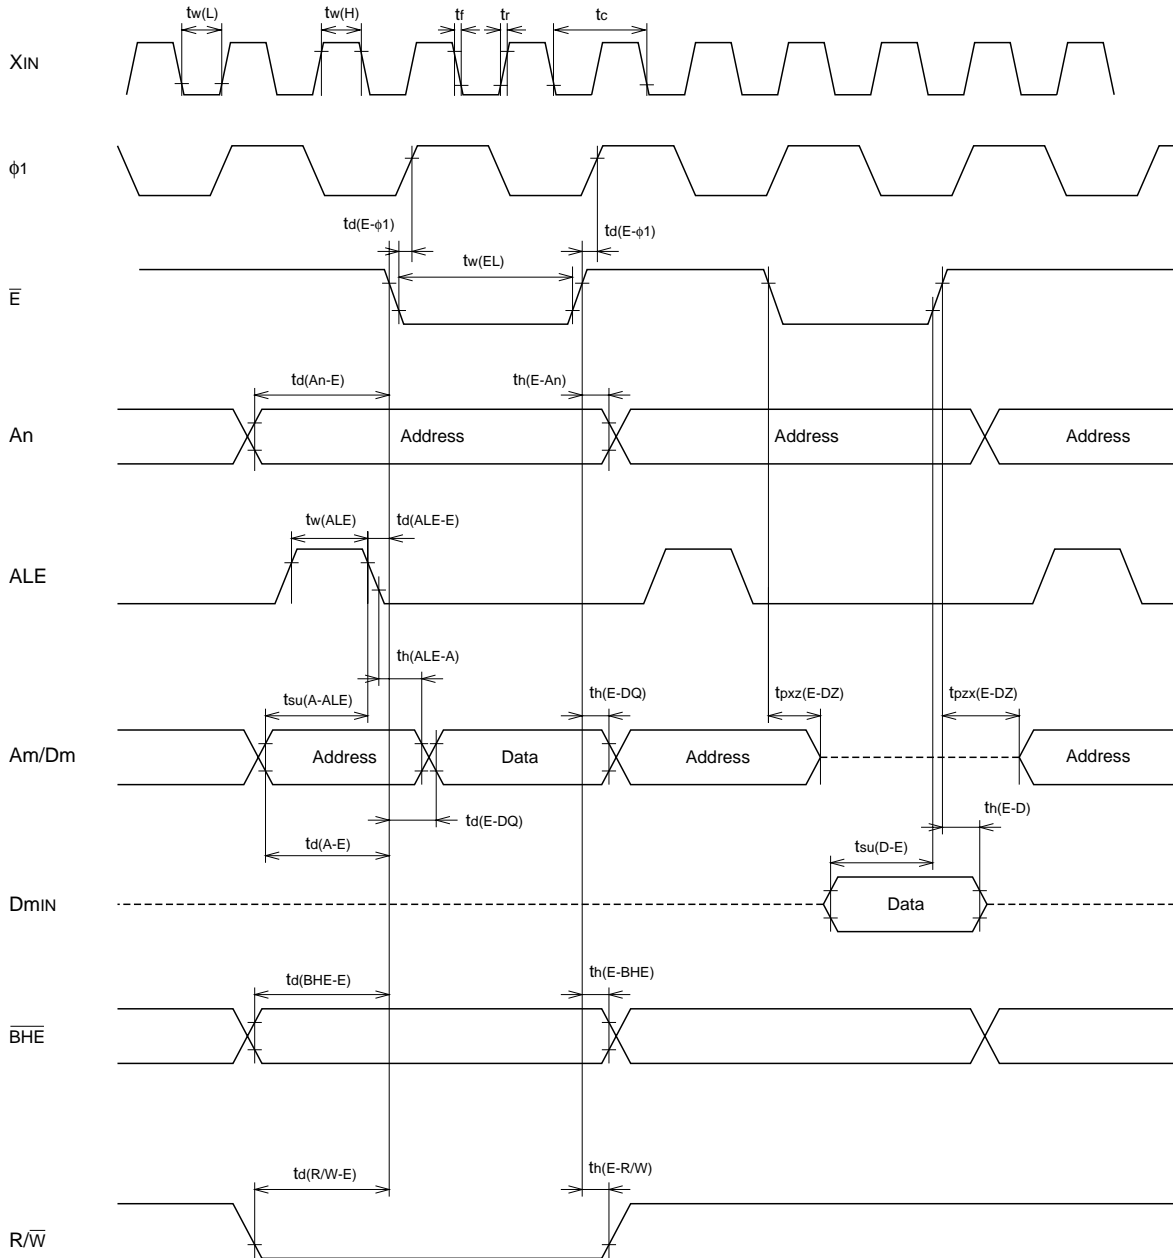 tw(L) tw(H) tf tr tc
XIN
ϕ1
td(E-ϕ1) td(E-ϕ1)
tw(EL)
E̅
td(An-E) th(E-An)
An Address Address Address
tw(ALE) td(ALE-E)
ALE
th(ALE-A)
tsu(A-ALE) th(E-DQ) tpxz(E-DZ) tpzx(E-DZ)
Am/Dm Address Data Address Address
th(E-D)
td(E-DQ)
td(A-E) tsu(D-E)
DmIN Data
td(BHE-E) th(E-BHE)
B̅H̅E̅
td(R/W-E) th(E-R/W)
R/W̅